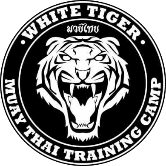 WHITE TIGER
มวยไทย
MUAY THAI TRAINING CAMP